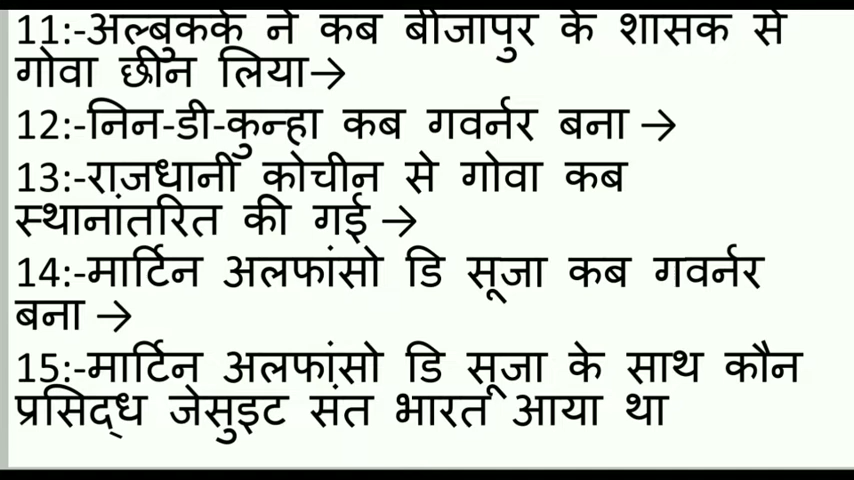 11:-अल्बुकर्क ने कब बीजापुर के शासक से
गोवा छीन लिया→
12:-निन-डी-कुन्हा कब गवर्नर बना →
13:-राजधानी कोचीन से गोवा कब
स्थानांतरित की गई →
14:-मार्टिन अलफांसो डि सूजा कब गवर्नर
बना →
15:-मार्टिन अलफांसो डि सूजा के साथ कौन
प्रसिद्ध जेसुइट संत भारत आया था